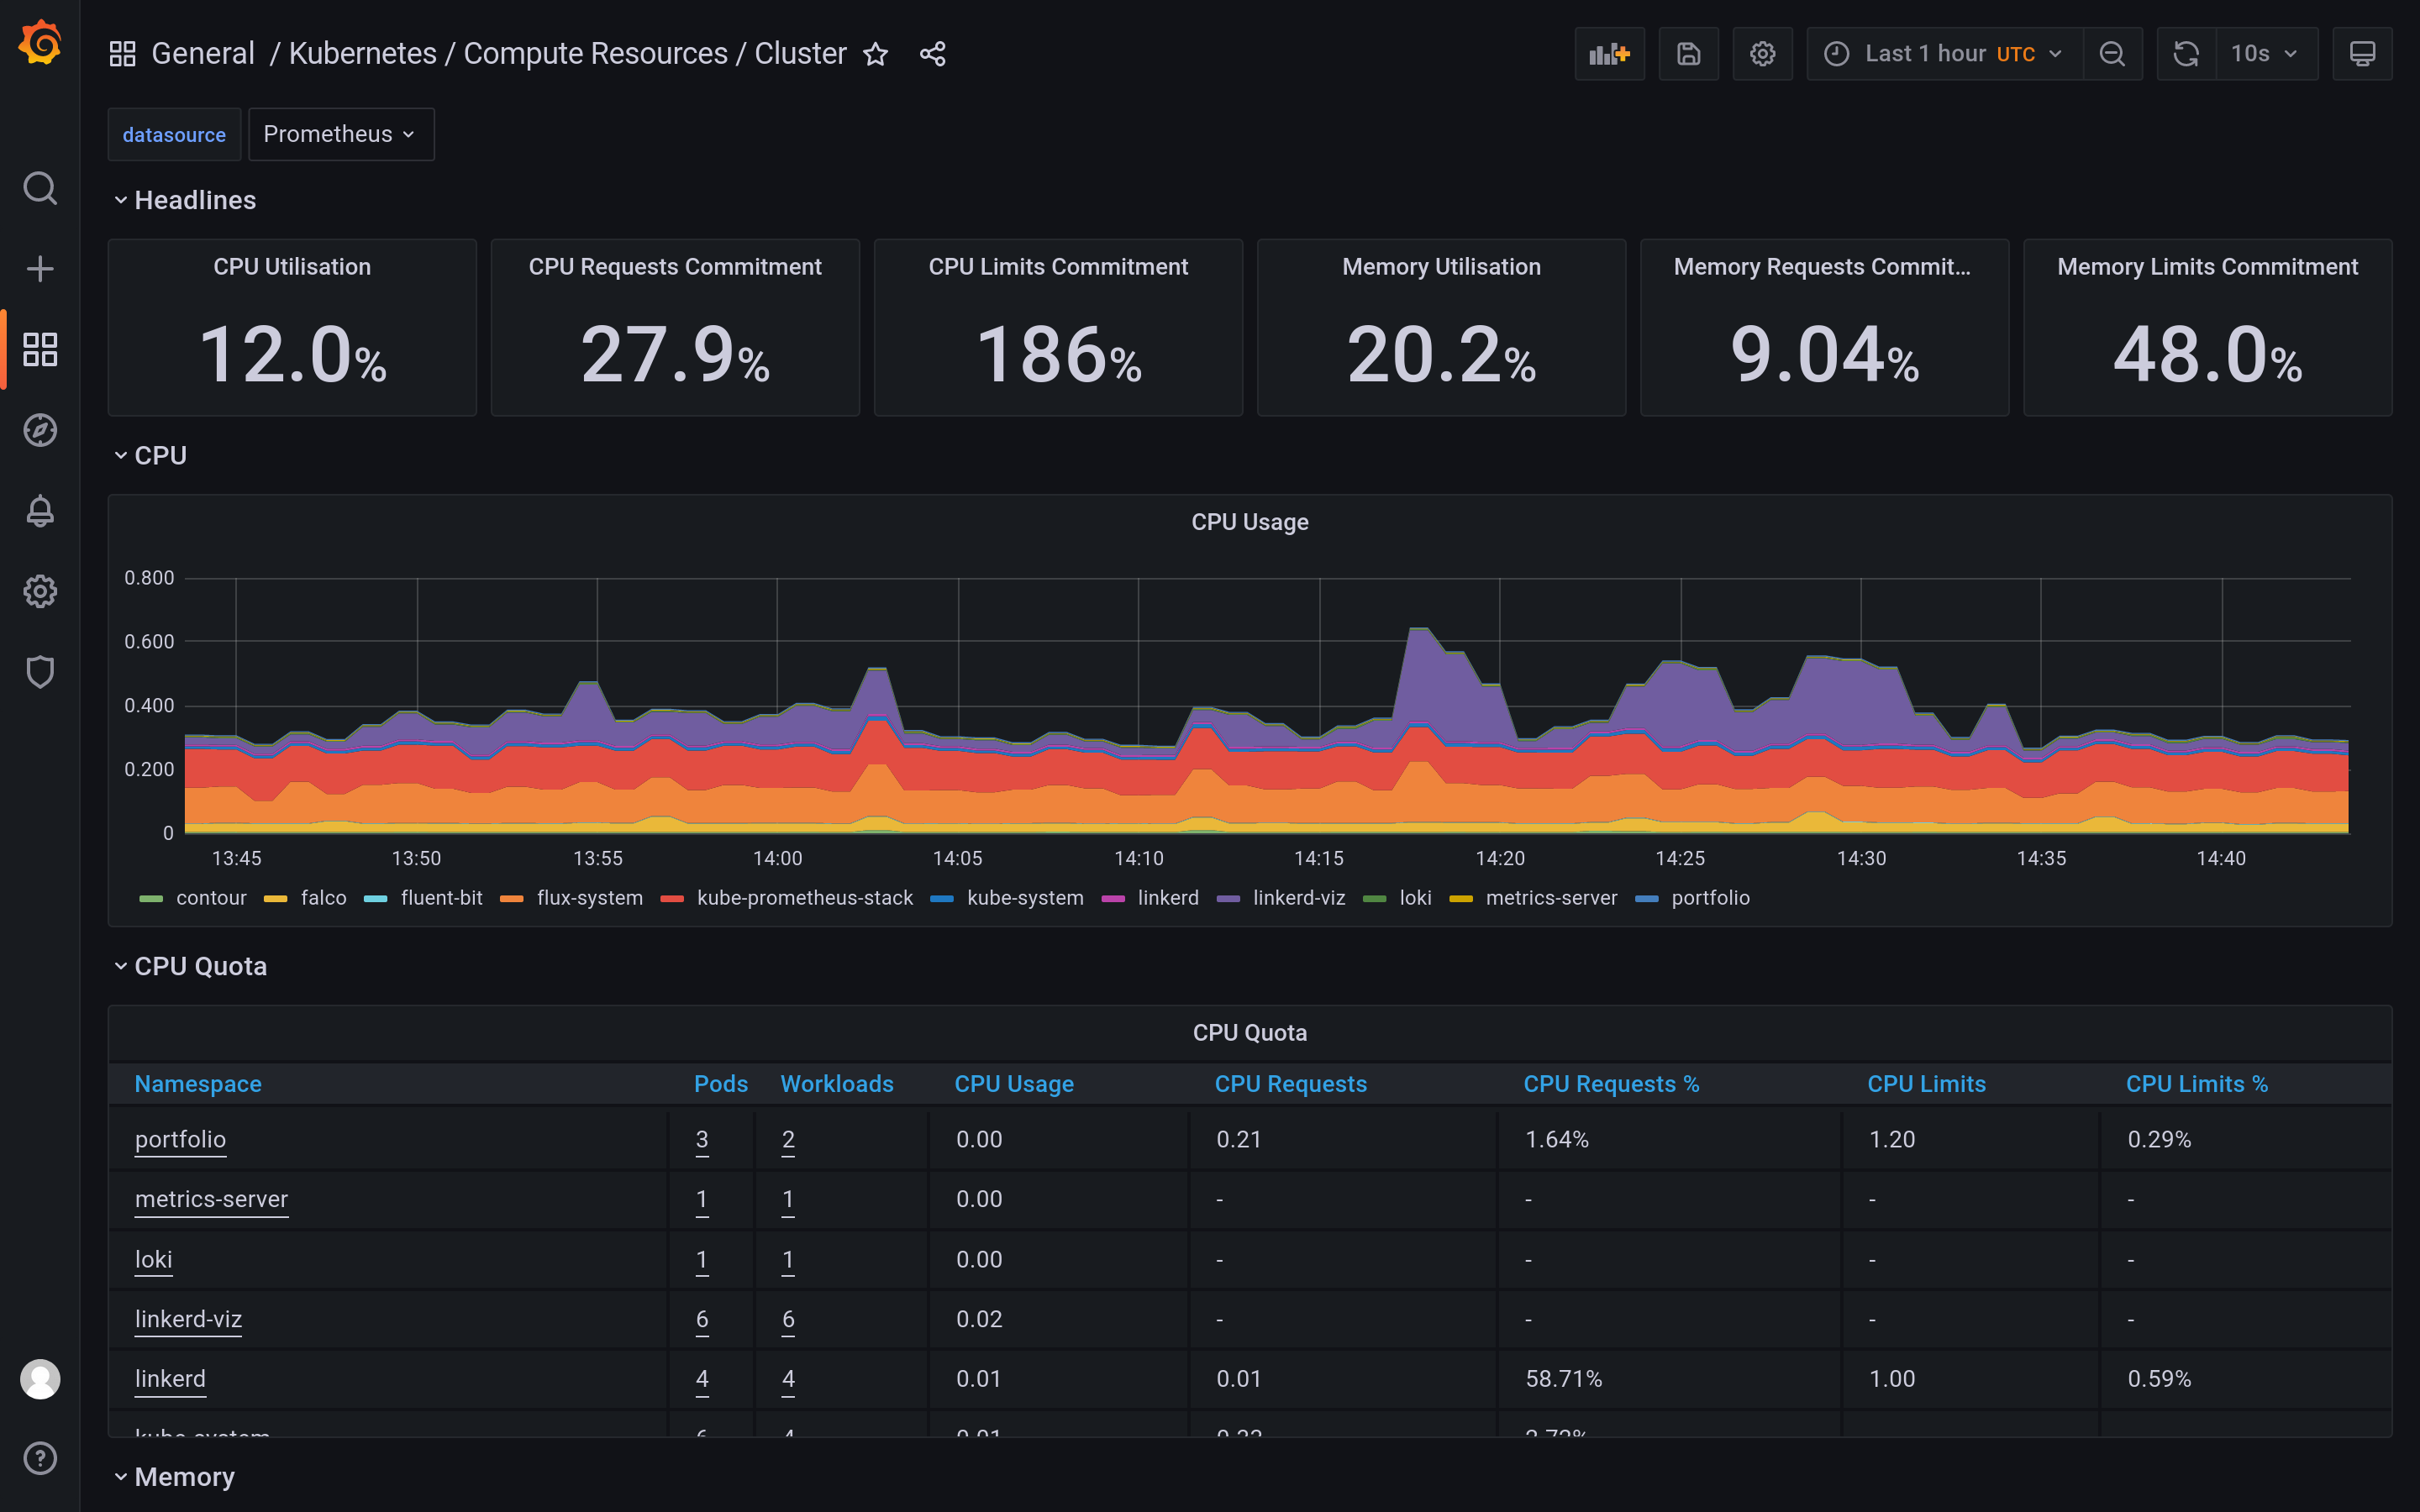 General / Kubernetes / Compute Resources / Cluster
Last 1 hour UTC
10s
datasource Prometheus
Headlines
CPU Utilisation
12.0%
CPU Requests Commitment
27.9%
CPU Limits Commitment
186%
Memory Utilisation
20.2%
Memory Requests Commit...
9.04%
Memory Limits Commitment
48.0%
CPU
CPU Usage
0.800
0.600
0.400
0.200
0
13:45 13:50 13:55 14:00 14:05 14:10 14:15 14:20 14:25 14:30 14:35 14:40
contour falco fluent-bit flux-system kube-prometheus-stack kube-system linkerd linkerd-viz loki metrics-server portfolio
CPU Quota
CPU Quota
Namespace Pods Workloads CPU Usage CPU Requests CPU Requests % CPU Limits CPU Limits %
portfolio 3 2 0.00 0.21 1.64% 1.20 0.29%
metrics-server 1 1 0.00 - - - -
loki 1 1 0.00 - - - -
linkerd-viz 6 6 0.02 - - - -
linkerd 4 4 0.01 0.01 58.71% 1.00 0.59%
kube-system 6 4 0.01
Memory